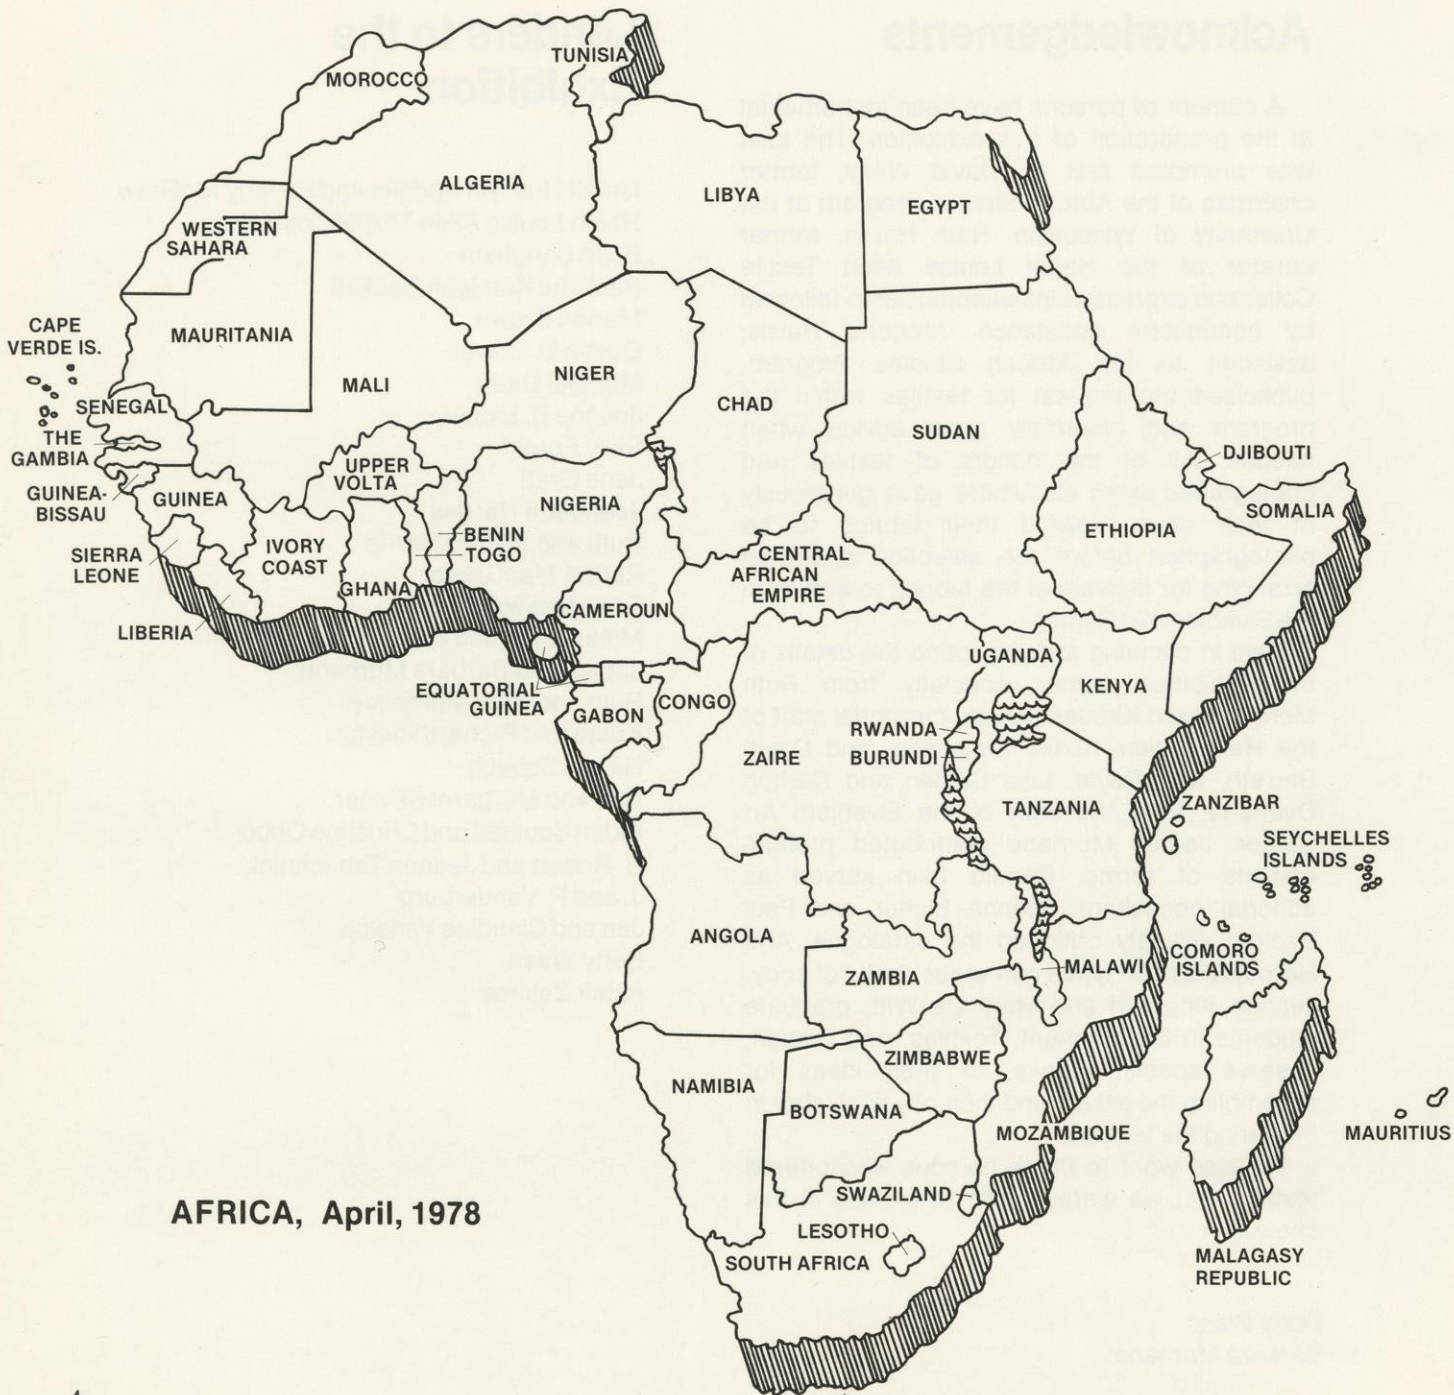 TUNISIA
MOROCCO
ALGERIA
LIBYA
EGYPT
WESTERN
SAHARA
CAPE
VERDE IS.
MAURITANIA
MALI
NIGER
CHAD
SUDAN
SENEGAL
THE
GAMBIA
GUINEA-
BISSAU
GUINEA
UPPER
VOLTA
NIGERIA
DJIBOUTI
SOMALIA
ETHIOPIA
SIERRA
LEONE
IVORY
COAST
GHANA
BENIN
TOGO
CENTRAL
AFRICAN
EMPIRE
LIBERIA
CAMEROUN
EQUATORIAL
GUINEA
GABON
CONGO
UGANDA
KENYA
RWANDA
BURUNDI
ZAIRE
TANZANIA
ZANZIBAR
SEYCHELLES
ISLANDS
ANGOLA
ZAMBIA
MALAWI
COMORO
ISLANDS
NAMIBIA
ZIMBABWE
BOTSWANA
MOZAMBIQUE
MAURITIUS
SWAZILAND
LESOTHO
SOUTH AFRICA
MALAGASY
REPUBLIC
AFRICA, April, 1978